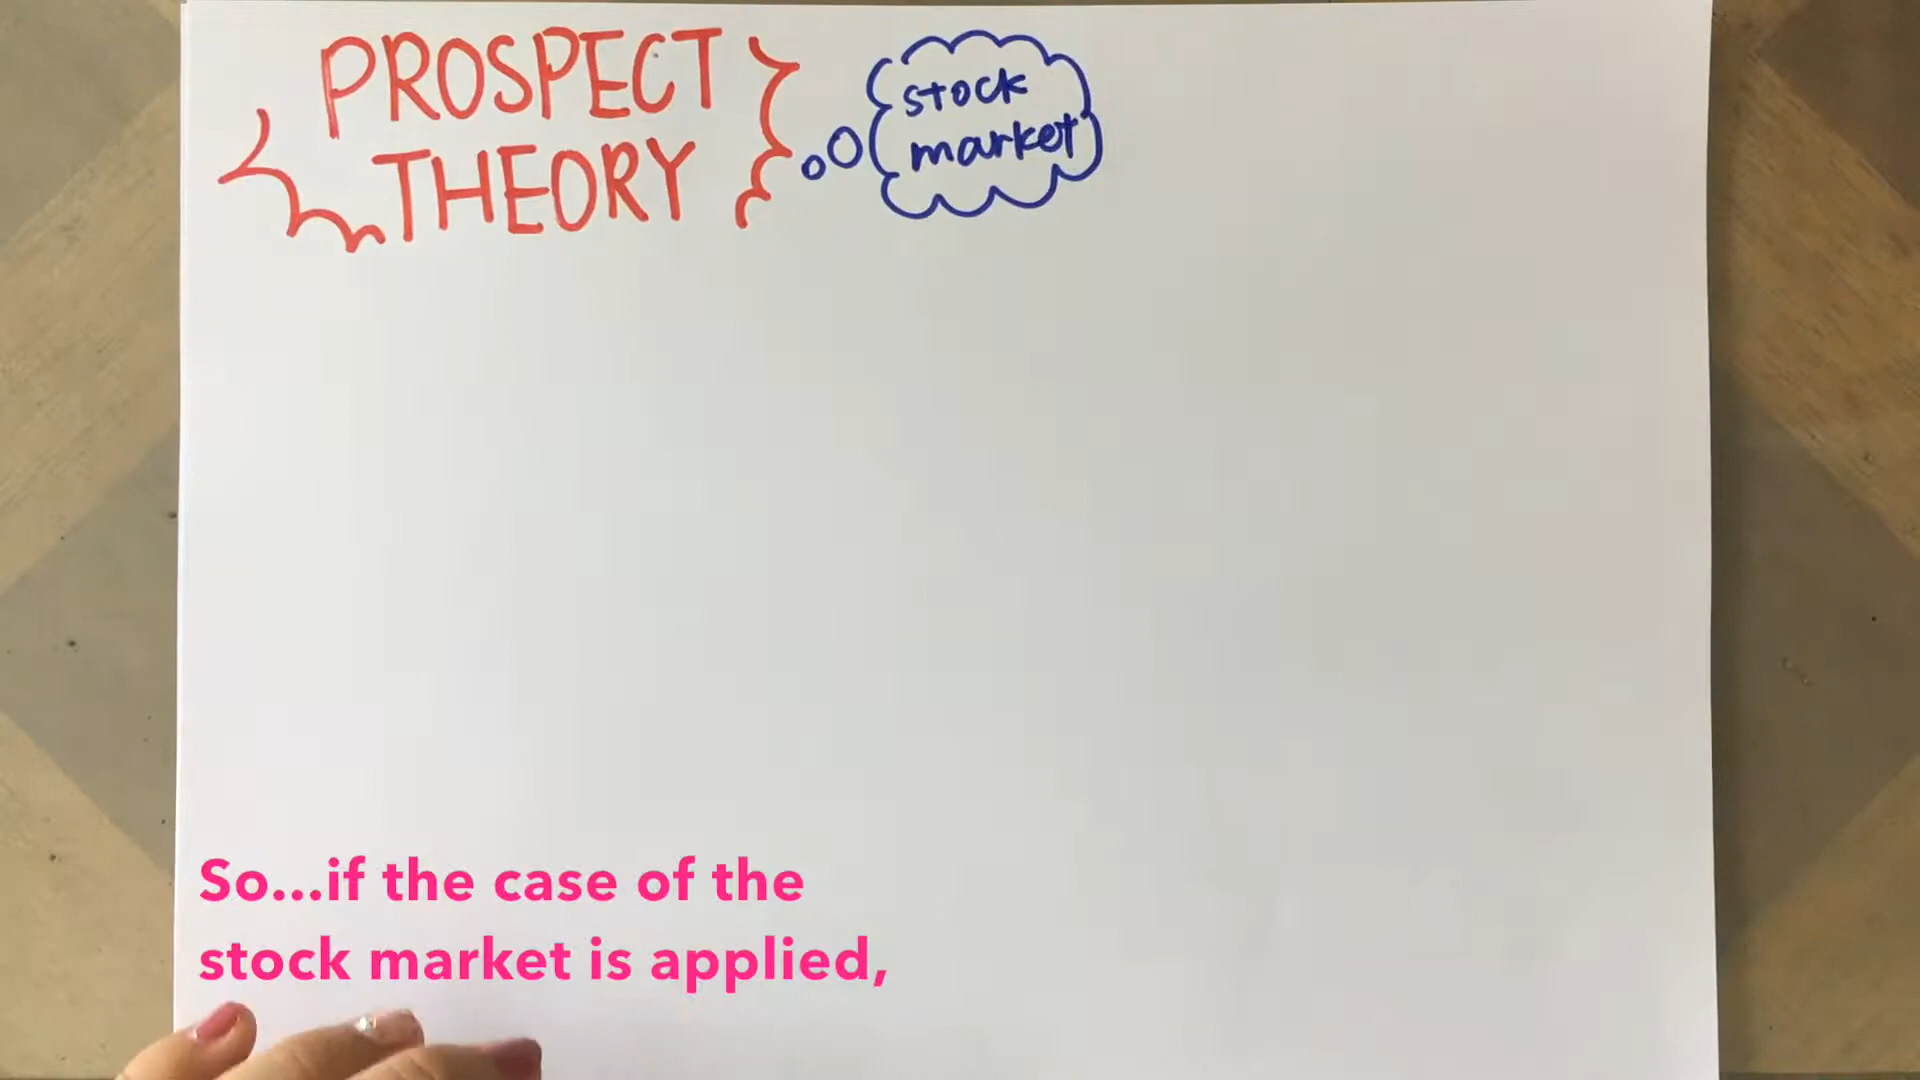 PROSPECT
THEORY
stock
market
So...if the case of the
stock market is applied,